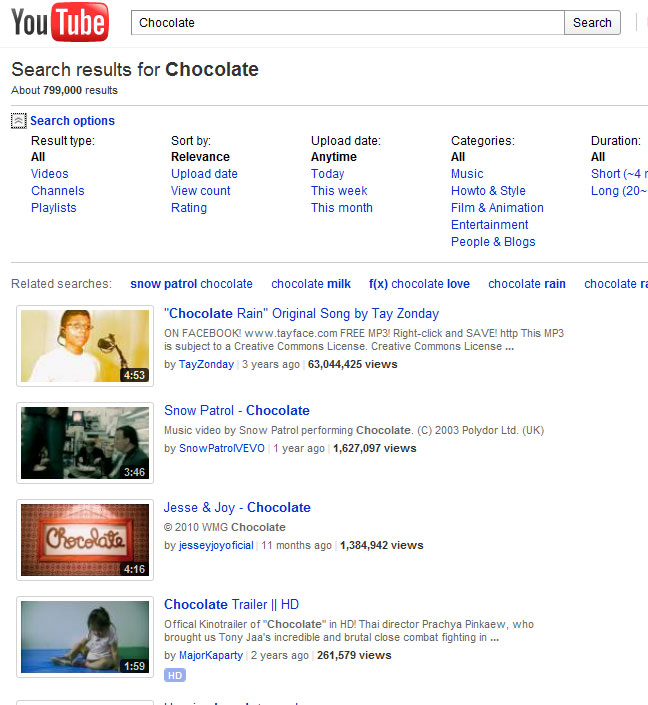 YouTube
Chocolate
Search
Search results for Chocolate
About 799,000 results
Search options
Result type: Sort by: Upload date: Categories: Duration:
All Relevance Anytime All All
Videos Upload date Today Music Short (~4
Channels View count This week Howto & Style Long (20~
Playlists Rating This month Film & Animation
Entertainment
People & Blogs
Related searches: snow patrol chocolate chocolate milk f(x) chocolate love chocolate rain chocolate
"Chocolate Rain" Original Song by Tay Zonday
ON FACEBOOK! www.tayface.com FREE MP3! Right-click and SAVE! http This MP3
is subject to a Creative Commons License. Creative Commons License ...
by TayZonday | 3 years ago | 63,044,425 views
4:53
Snow Patrol - Chocolate
Music video by Snow Patrol performing Chocolate. (C) 2003 Polydor Ltd. (UK)
by SnowPatrolVEVO | 1 year ago | 1,627,097 views
3:46
Jesse & Joy - Chocolate
© 2010 WMG Chocolate
by jesseyjoyoficial | 11 months ago | 1,384,942 views
Chocolate
4:16
Chocolate Trailer || HD
Offical Kinotrailer of "Chocolate" in HD! Thai director Prachya Pinkaew, who
brought us Tony Jaa's incredible and brutal close combat fighting in ...
by MajorKaparty | 2 years ago | 261,579 views
1:59
HD